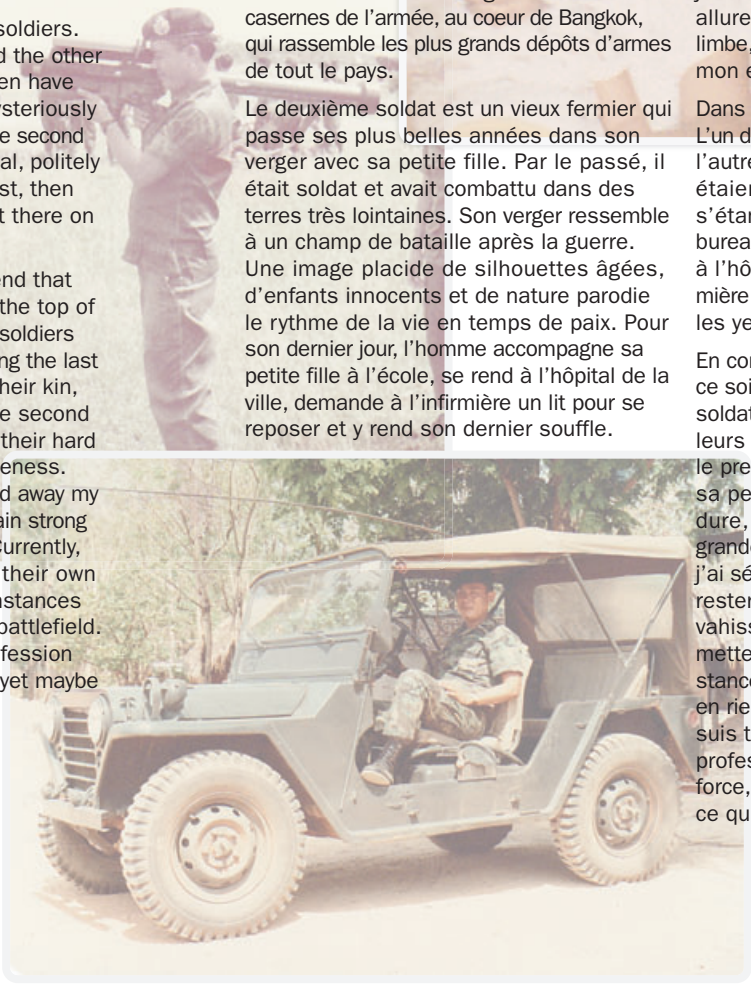 soldiers.
d the other
en have
ysteriously
e second
al, politely
st, then
t there on
end that
the top of
soldiers
ng the last
heir kin,
e second
their hard
eness.
d away my
ain strong
Currently,
their own
nstances
battlefield.
fession
yet maybe
casernes de l’armée, au coeur de Bangkok,
qui rassemble les plus grands dépôts d’armes
de tout le pays.
Le deuxième soldat est un vieux fermier qui
passe ses plus belles années dans son
verger avec sa petite fille. Par le passé, il
était soldat et avait combattu dans des
terres très lointaines. Son verger ressemble
à un champ de bataille après la guerre.
Une image placide de silhouettes âgées,
d’enfants innocents et de nature parodie
le rythme de la vie en temps de paix. Pour
son dernier jour, l’homme accompagne sa
petite fille à l’école, se rend à l’hôpital de la
ville, demande à l’infirmière un lit pour se
reposer et y rend son dernier souffle.
allure
limbe,
mon e
Dans
L’un d
l’autre
étaien
s’étan
bureau
à l’hô
mière
les ye
En con
ce soi
soldat
leurs
le pre
sa pe
dure,
grande
j’ai sé
rester
vahiss
mette
stance
en rie
suis t
profes
force,
ce qu